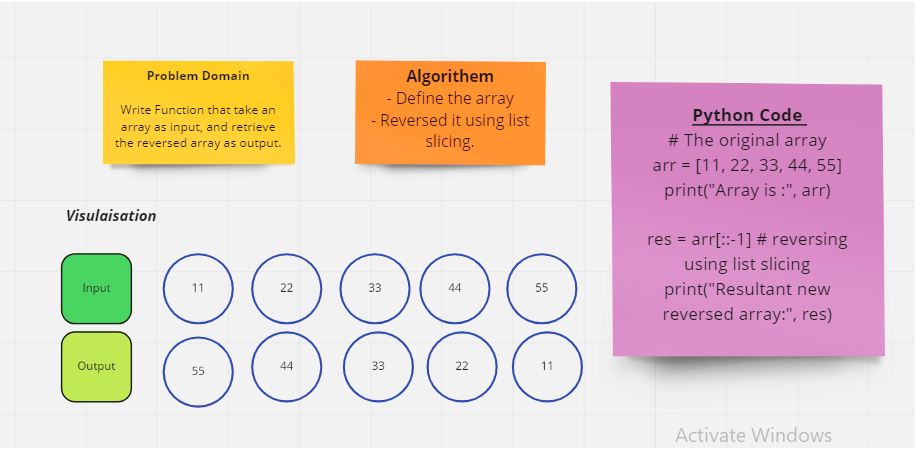 Problem Domain
Write Function that take an
array as input, and retrieve
the reversed array as output.
Algorithem
- Define the array
- Reversed it using list
slicing.
Python Code
# The original array
arr = [11, 22, 33, 44, 55]
print("Array is :", arr)
res = arr[::-1] # reversing
using list slicing
print("Resultant new
reversed array:", res)
Visulaisation
Input 11 22 33 44 55
Output 55 44 33 22 11
Activate Windows